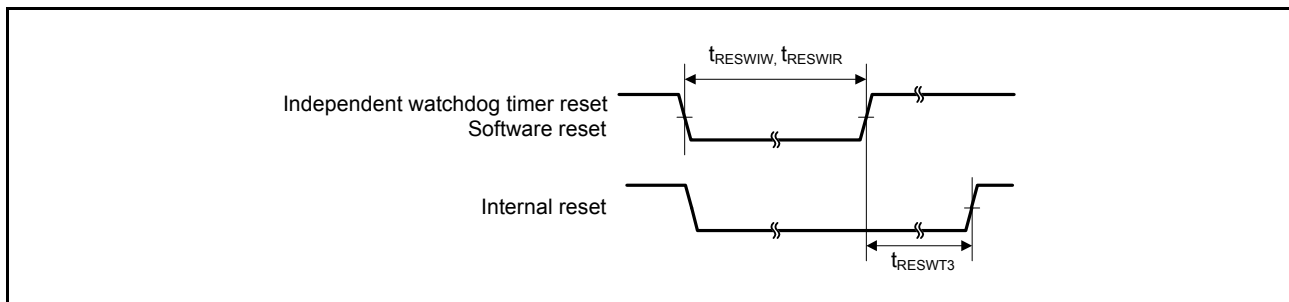 tRESWIW, tRESWIR
Independent watchdog timer reset
Software reset
Internal reset
tRESWT3